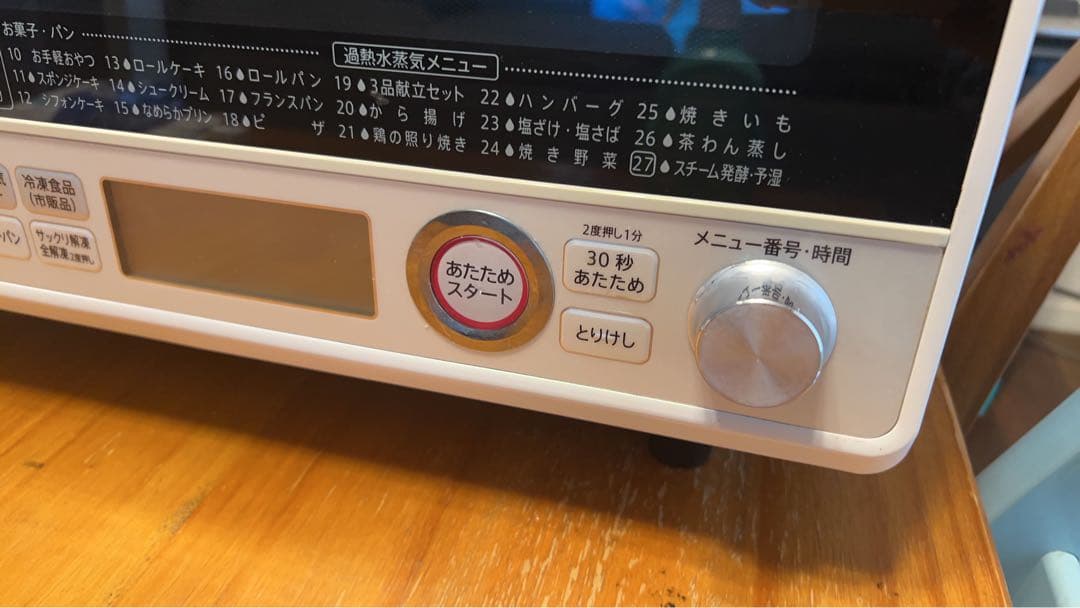 お菓子・パン
過熱水蒸気メニュー
10 お手軽おやつ 13 ロールケーキ 16 ロールパン 19 3品献立セット 22 ハンバーグ 25 焼きいも
11 スポンジケーキ 14 シュークリーム 17 フランスパン 20 から揚げ 23 塩ざけ・塩さば 26 茶わん蒸し
12 シフォンケーキ 15 なめらかプリン 18 ピザ 21 鶏の照り焼き 24 焼き野菜 27 スチーム発酵・予湿
気
冷凍食品
(市販品)
パン
サックリ解凍
全解凍2度押し
あたため
スタート
2度押し1分
30秒
あたため
とりけし
メニュー番号・時間